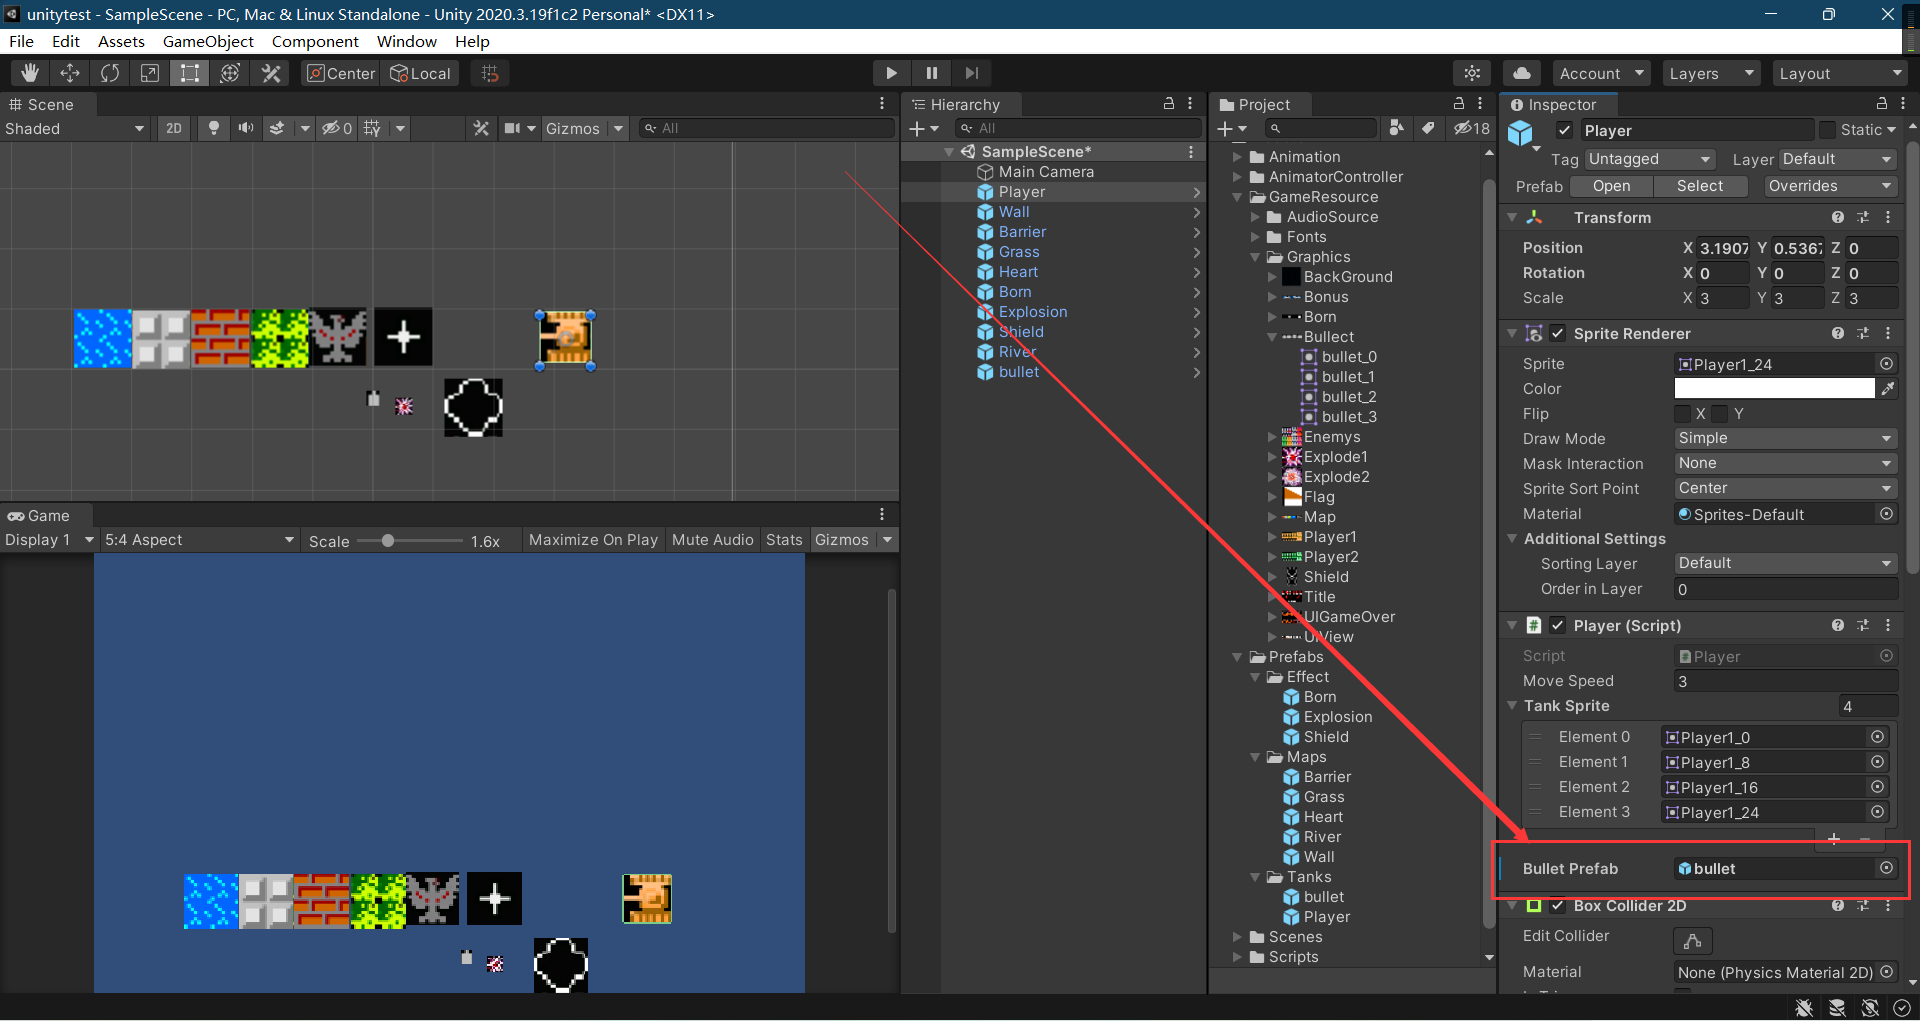 unitytest - SampleScene - PC, Mac & Linux Standalone - Unity 2020.3.19f1c2 Personal* <DX11>
File Edit Assets GameObject Component Window Help
Center Local
Account Layers Layout
Scene
Shaded 2D 0 Gizmos All
Game
Display 1 5:4 Aspect Scale 1.6x Maximize On Play Mute Audio Stats Gizmos
Hierarchy
All
SampleScene*
Main Camera
Player
Wall
Barrier
Grass
Heart
Born
Explosion
Shield
River
bullet
Project
18
Animation
AnimatorController
GameResource
AudioSource
Fonts
Graphics
BackGround
Bonus
Born
Bullect
bullet_0
bullet_1
bullet_2
bullet_3
Enemys
Explode1
Explode2
Flag
Map
Player1
Player2
Shield
Title
UIGameOver
UIView
Prefabs
Effect
Born
Explosion
Shield
Maps
Barrier
Grass
Heart
River
Wall
Tanks
bullet
Player
Scenes
Scripts
Inspector
Player Static
Tag Untagged Layer Default
Prefab Open Select Overrides
Transform
Position X 3.1907 Y 0.5367 Z 0
Rotation X 0 Y 0 Z 0
Scale X 3 Y 3 Z 3
Sprite Renderer
Sprite Player1_24
Color
Flip X Y
Draw Mode Simple
Mask Interaction None
Sprite Sort Point Center
Material Sprites-Default
Additional Settings
Sorting Layer Default
Order in Layer 0
Player (Script)
Script Player
Move Speed 3
Tank Sprite 4
Element 0 Player1_0
Element 1 Player1_8
Element 2 Player1_16
Element 3 Player1_24
Bullet Prefab bullet
Box Collider 2D
Edit Collider
Material None (Physics Material 2D)